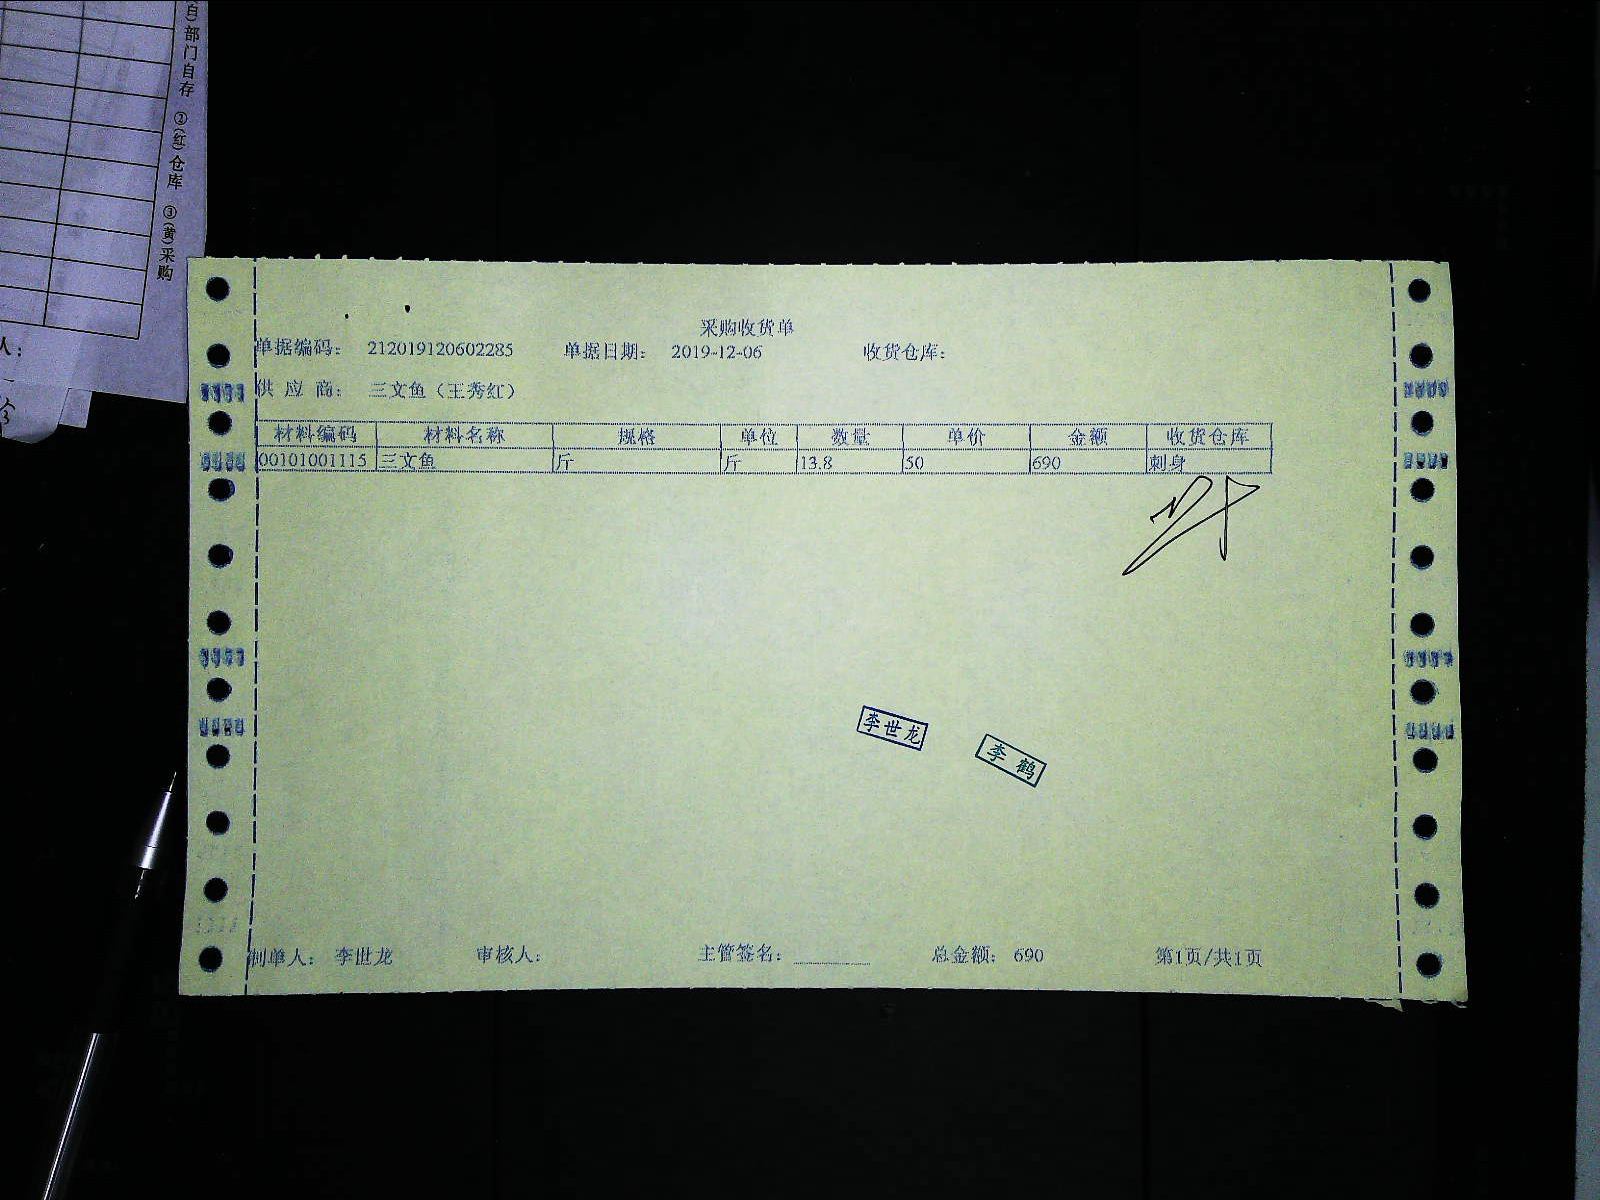 自）部门自存 ②（红）仓库 ③（黄）采购
人：
采购收货单
单据编码： 212019120602285 单据日期： 2019-12-06 收货仓库：
供 应 商： 三文鱼（王秀红）
材料编码 材料名称 规格 单位 数量 单价 金额 收货仓库
00101001115 三文鱼 斤 斤 13.8 50 690 刺身
李世龙
李鹤
制单人： 李世龙 审核人： 主管签名：________ 总金额： 690 第1页/共1页